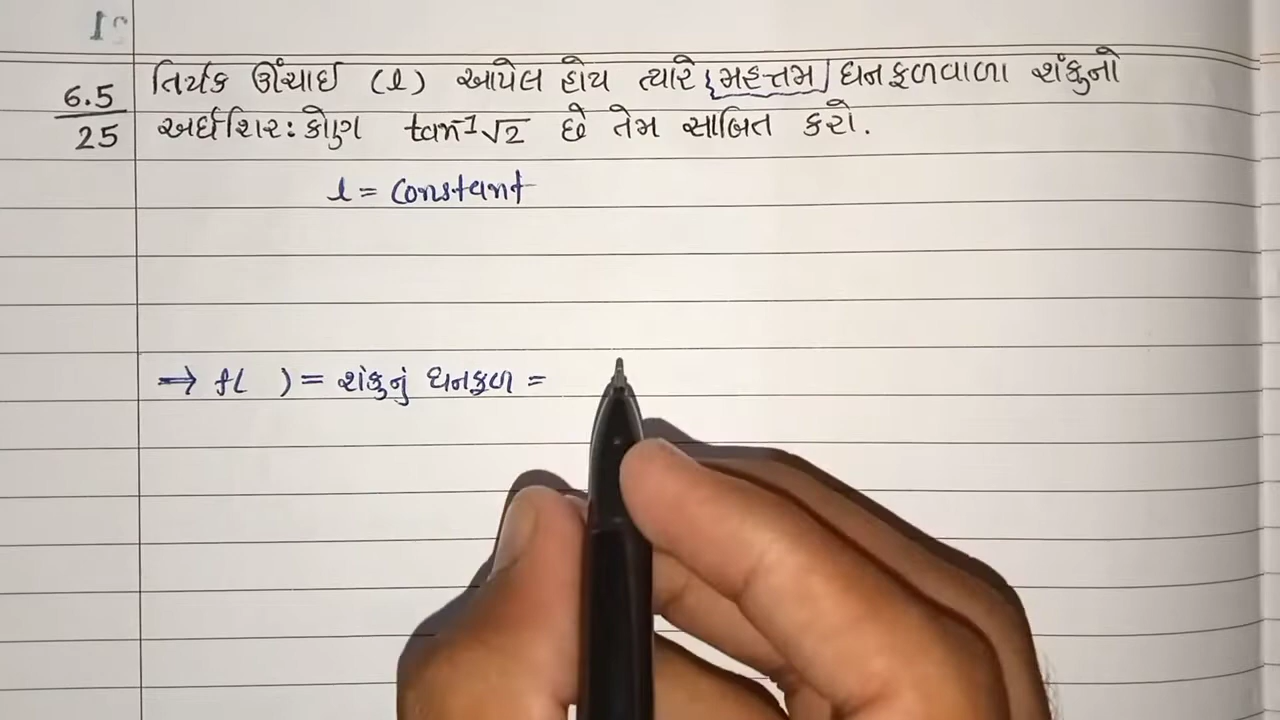 6.5
25
તિર્યક ઊંચાઈ (l) આપેલ હોય ત્યારે મહત્તમ ઘનફળવાળા શંકુનો
અર્ધશિરઃકોણ tan⁻¹√2 છે તેમ સાબિત કરો.
l = Constant
⇒ f( ) = શંકુનું ઘનફળ =